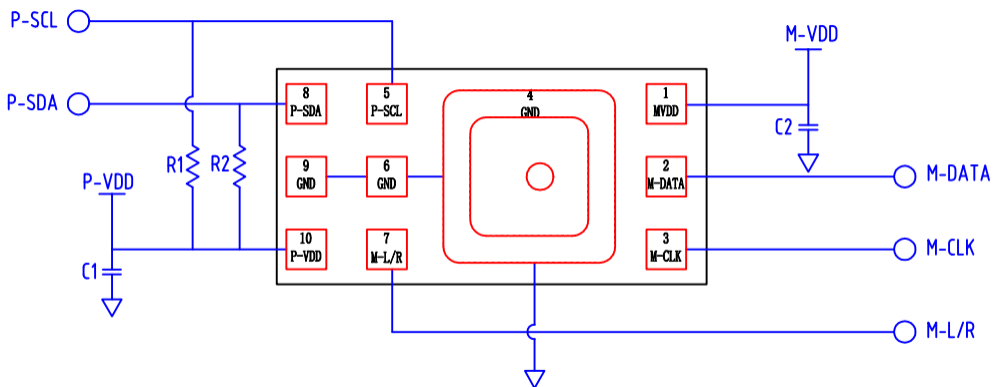 P-SCL
M-VDD
P-SDA
8
P-SDA
5
P-SCL
4
GND
1
MVDD
C2
R1
R2
P-VDD
9
GND
6
GND
2
M-DATA
M-DATA
C1
10
P-VDD
7
M-L/R
3
M-CLK
M-CLK
M-L/R